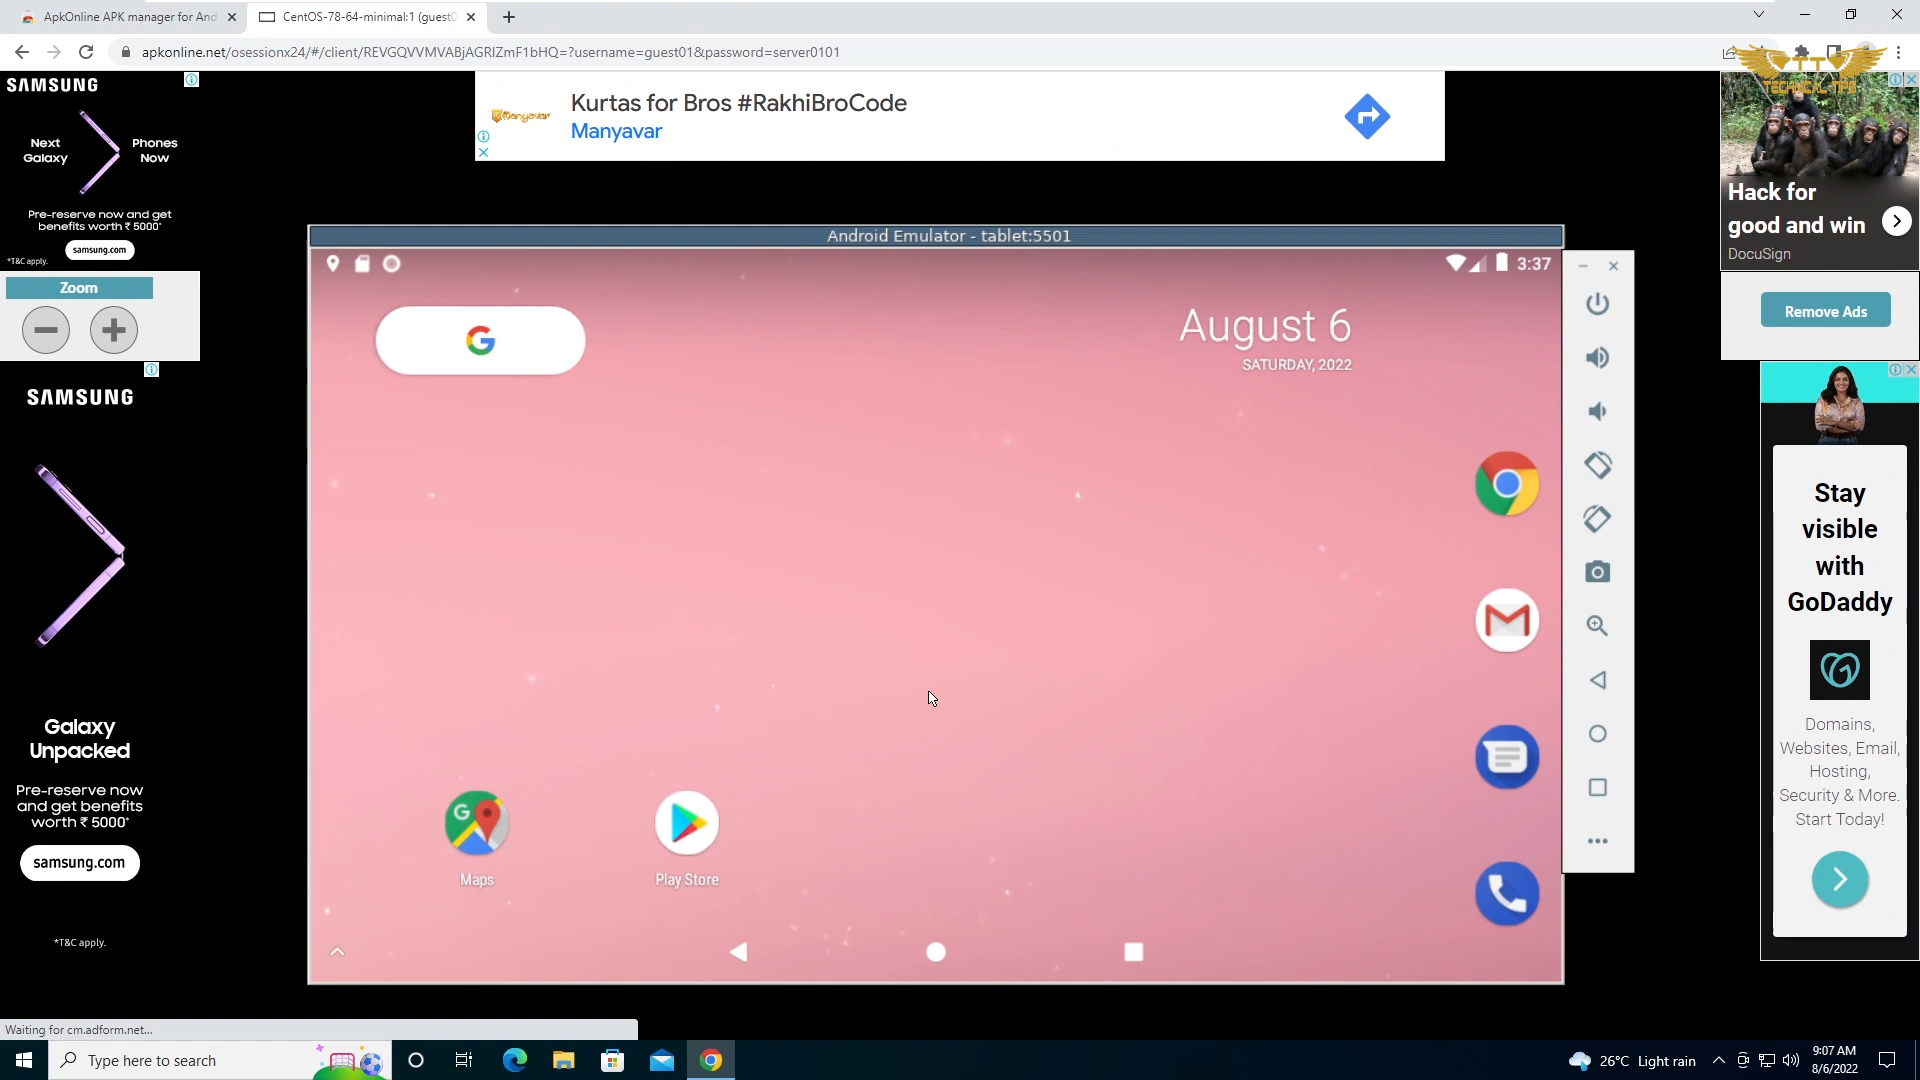 ApkOnline APK manager for And
CentOS-78-64-minimal:1 (guest0
apkonline.net/osessionx24/#/client/REVGQVVMVABjAGRlZmF1bHQ=?username=guest01&password=server0101
SAMSUNG
Next
Galaxy
Phones
Now
Pre-reserve now and get
benefits worth ₹ 5000*
samsung.com
*T&C apply.
Manyavar
Kurtas for Bros #RakhiBroCode
Manyavar
TT
TECHNICAL TIPS
Hack for
good and win
DocuSign
Zoom
Remove Ads
Android Emulator - tablet:5501
3:37
G
August 6
SATURDAY, 2022
SAMSUNG
Galaxy
Unpacked
Pre-reserve now
and get benefits
worth ₹ 5000*
samsung.com
*T&C apply.
Stay
visible
with
GoDaddy
Domains,
Websites, Email,
Hosting,
Security & More.
Start Today!
G
Maps
Play Store
Waiting for cm.adform.net...
Type here to search
26°C Light rain
9:07 AM
8/6/2022